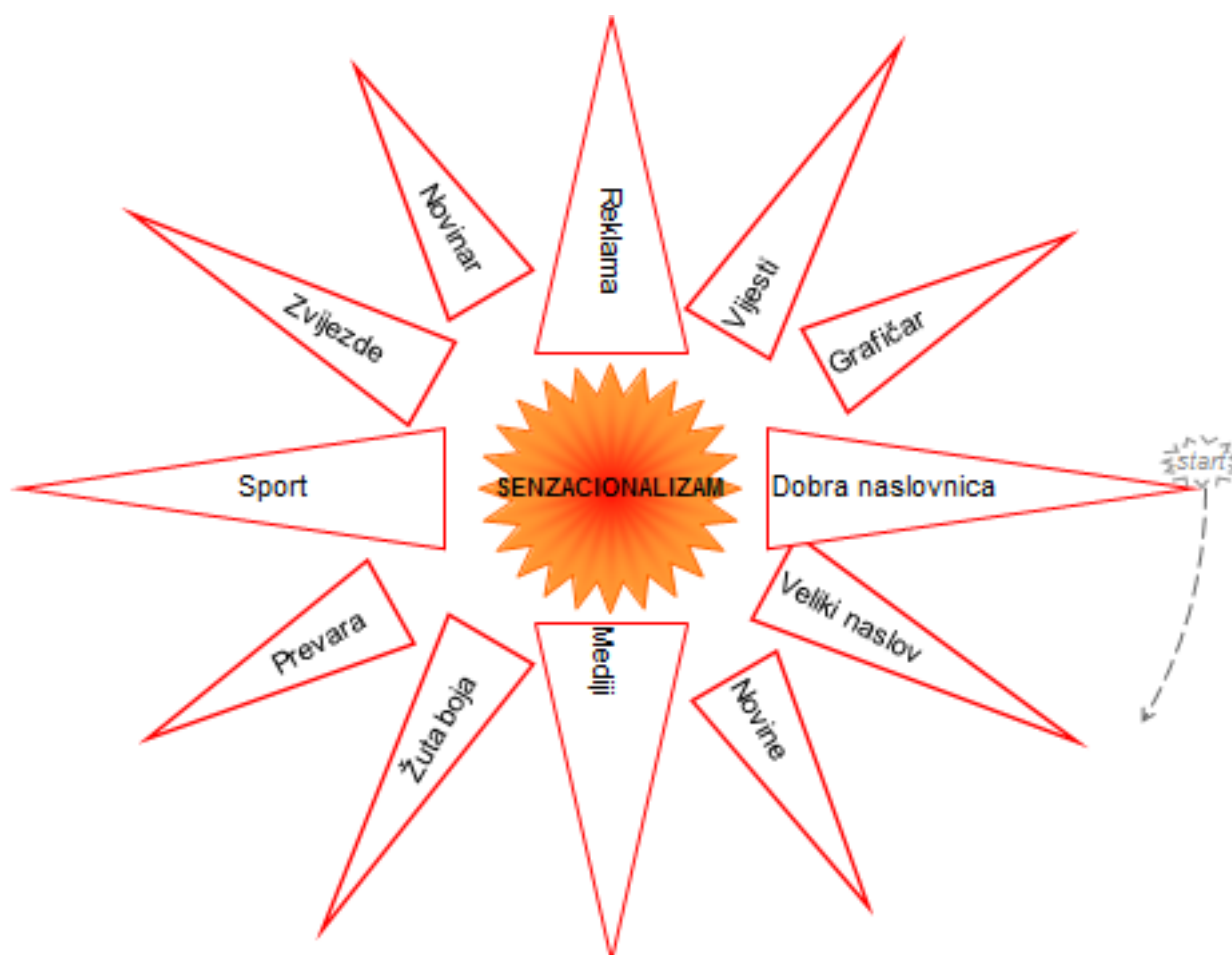 Reklama
Vijesti
Novinar
Grafičar
Zvijezde
start
Sport
SENZACIONALIZAM
Dobra naslovnica
Veliki naslov
Prevara
Mediji
Žuta boja
Novine